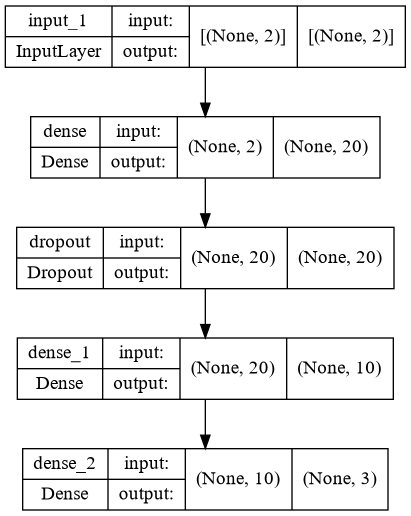 input_1 input: [(None, 2)] [(None, 2)]
InputLayer output:
dense input: (None, 2) (None, 20)
Dense output:
dropout input: (None, 20) (None, 20)
Dropout output:
dense_1 input: (None, 20) (None, 10)
Dense output:
dense_2 input: (None, 10) (None, 3)
Dense output: